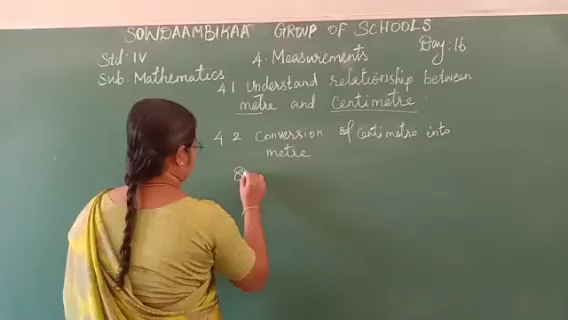 SOWDAAMBIKAA GROUP OF SCHOOLS
Std: IV
4. Measurements
Day: 16
Sub: Mathematics
4.1 Understand relationship between
metre and centimetre.
4.2 Conversion of Centimetre into
metre
8